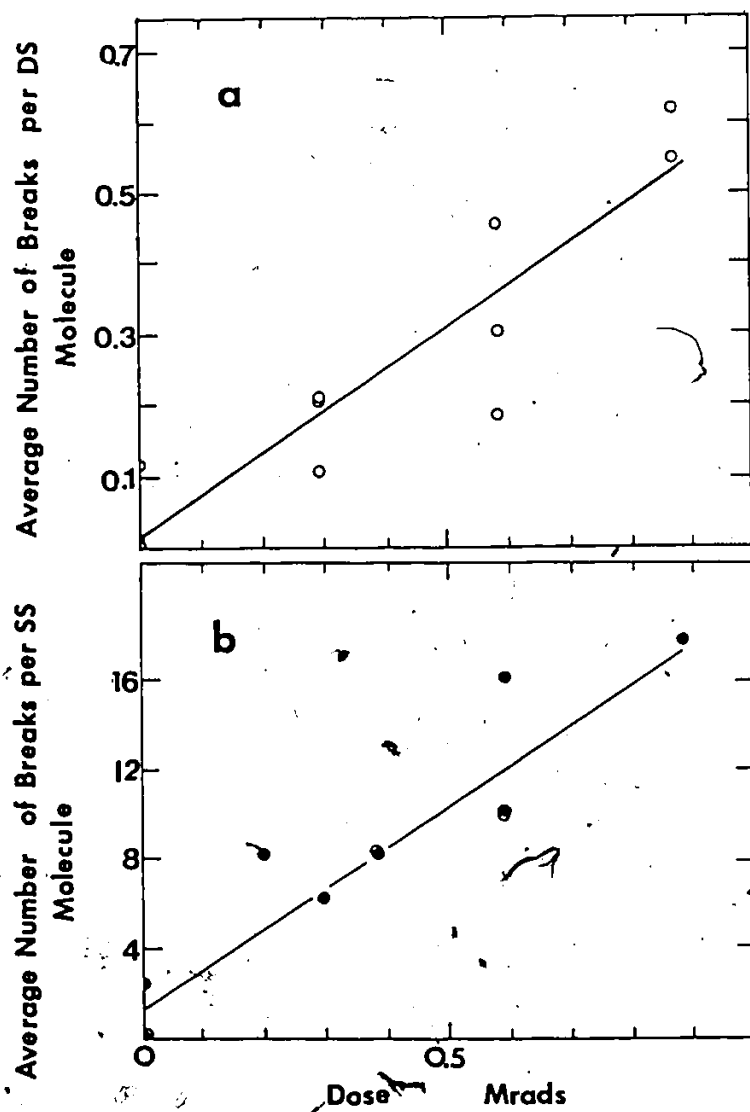 Average Number of Breaks per DS
Molecule
a
0.7
0.5
0.3
0.1
Average Number of Breaks per SS
Molecule
b
16
12
8
4
0
0.5
Dose Mrads